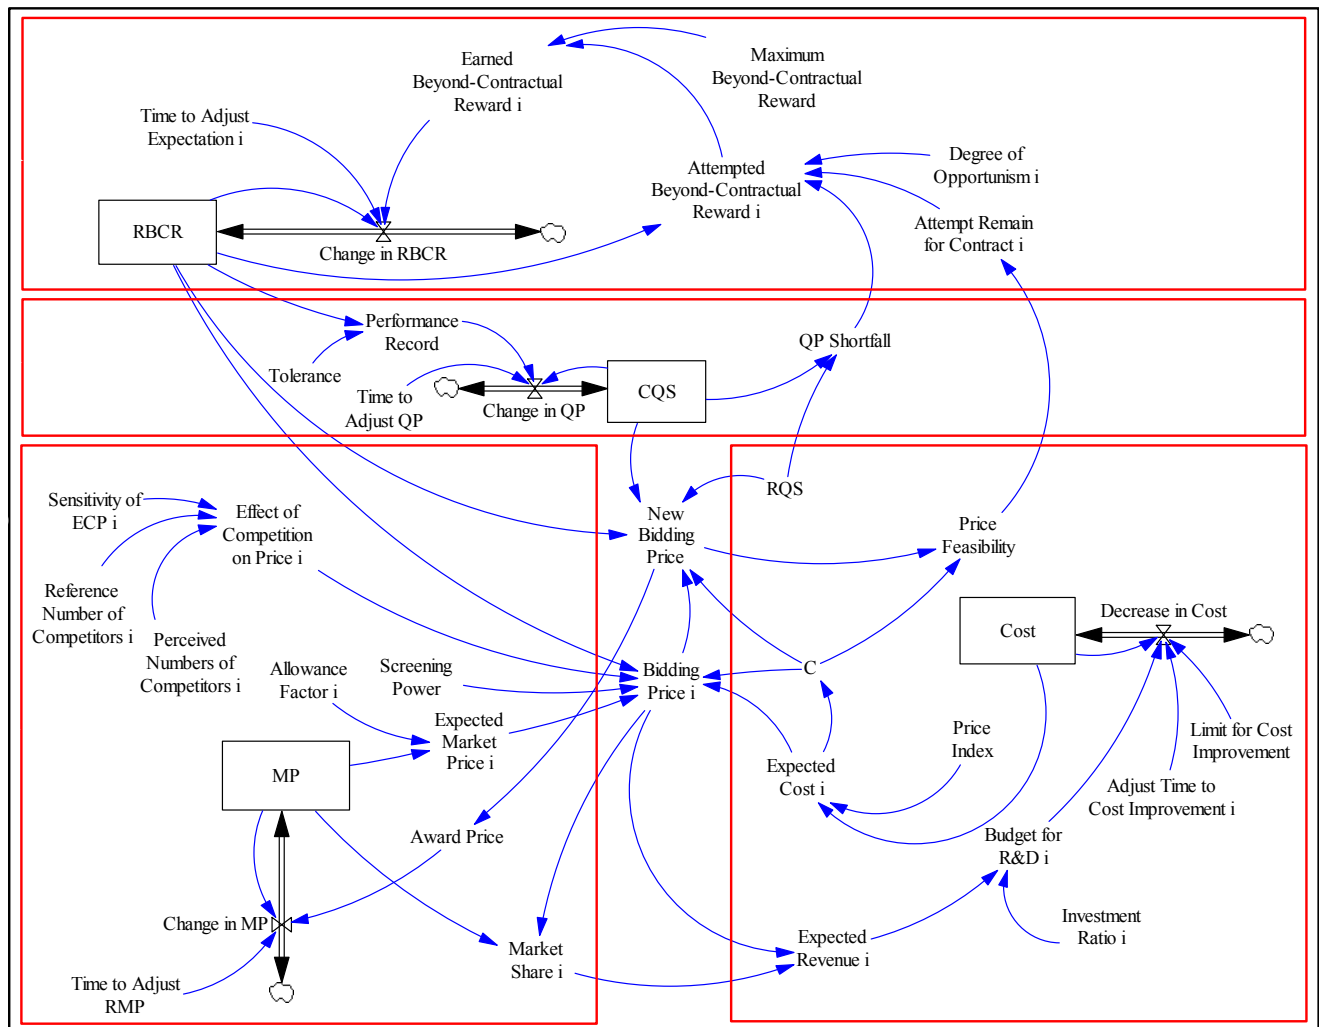 Earned
Beyond-Contractual
Reward i
Maximum
Beyond-Contractual
Reward
Time to Adjust
Expectation i
Attempted
Beyond-Contractual
Reward i
Degree of
Opportunism i
Attempt Remain
for Contract i
RBCR
Change in RBCR
Performance
Record
Tolerance
Time to
Adjust QP
Change in QP
CQS
QP Shortfall
RQS
Sensitivity of
ECP i
Effect of
Competition
on Price i
Reference
Number of
Competitors i
Perceived
Numbers of
Competitors i
New
Bidding
Price
Price
Feasibility
Allowance
Factor i
Screening
Power
Bidding
Price i
C
Cost
Decrease in Cost
Expected
Market
Price i
MP
Expected
Cost i
Price
Index
Limit for Cost
Improvement
Adjust Time to
Cost Improvement i
Award Price
Budget for
R&D i
Change in MP
Market
Share i
Expected
Revenue i
Investment
Ratio i
Time to Adjust
RMP